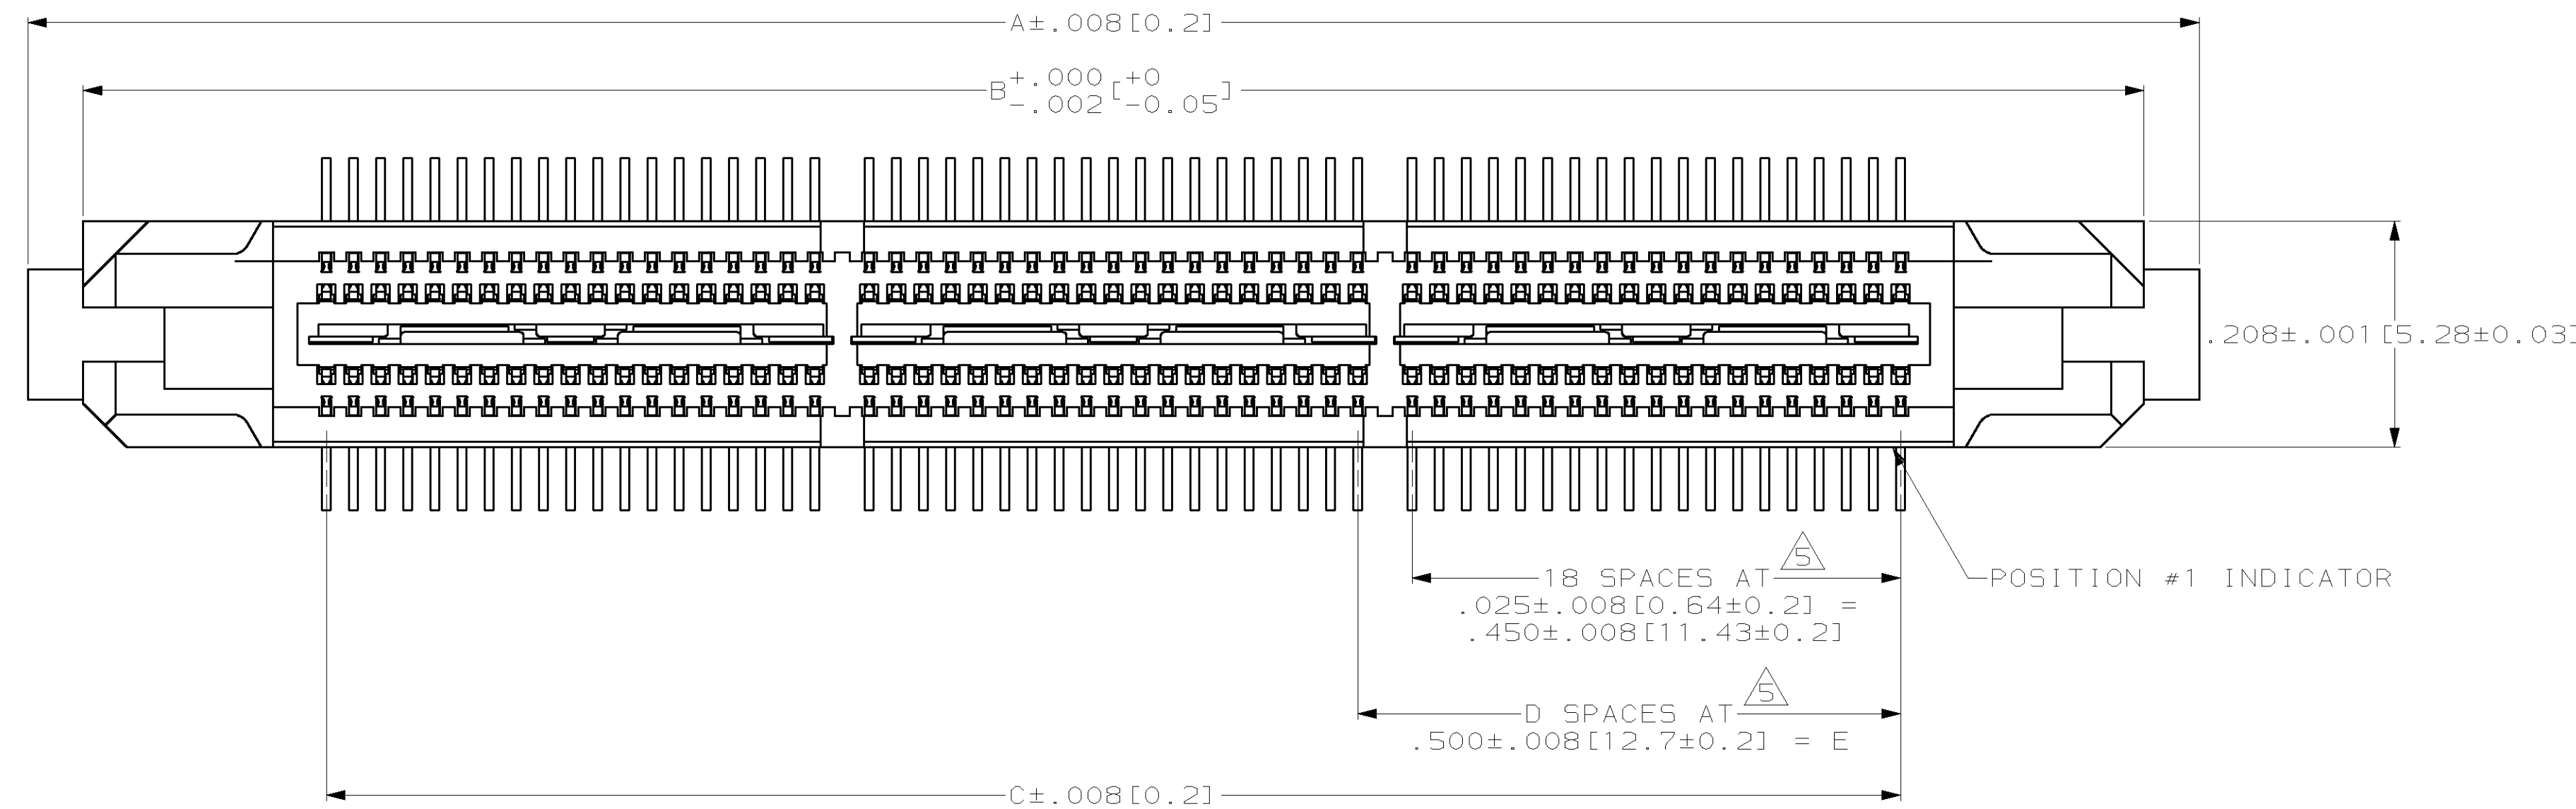 A±.008[0.2]
B+.000[+0
-.002 -0.05]
.208±.001[5.28±0.03]
5
18 SPACES AT
.025±.008[0.64±0.2] =
.450±.008[11.43±0.2]
POSITION #1 INDICATOR
5
D SPACES AT
.500±.008[12.7±0.2] = E
C±.008[0.2]